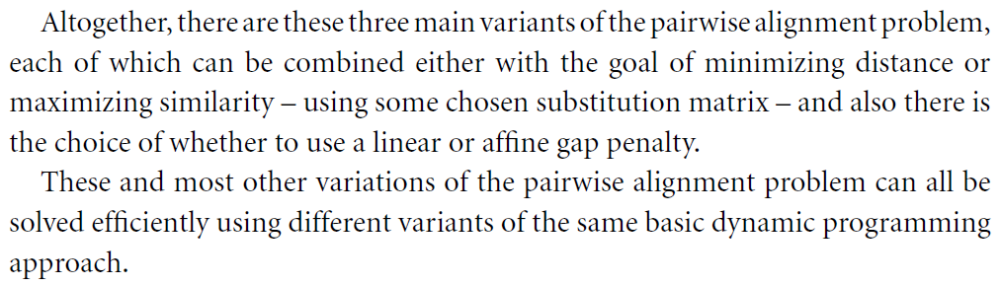 Altogether, there are these three main variants of the pairwise alignment problem,
each of which can be combined either with the goal of minimizing distance or
maximizing similarity – using some chosen substitution matrix – and also there is
the choice of whether to use a linear or affine gap penalty.
These and most other variations of the pairwise alignment problem can all be
solved efficiently using different variants of the same basic dynamic programming
approach.